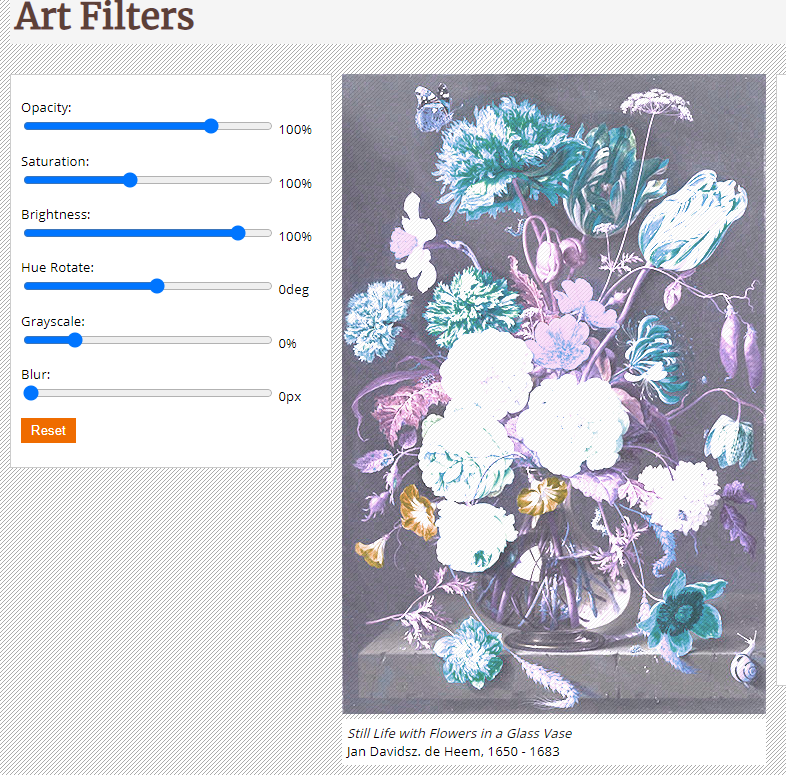 Art Filters
Opacity:
100%
Saturation:
100%
Brightness:
100%
Hue Rotate:
0deg
Grayscale:
0%
Blur:
0px
Reset
Still Life with Flowers in a Glass Vase
Jan Davidsz. de Heem, 1650 - 1683